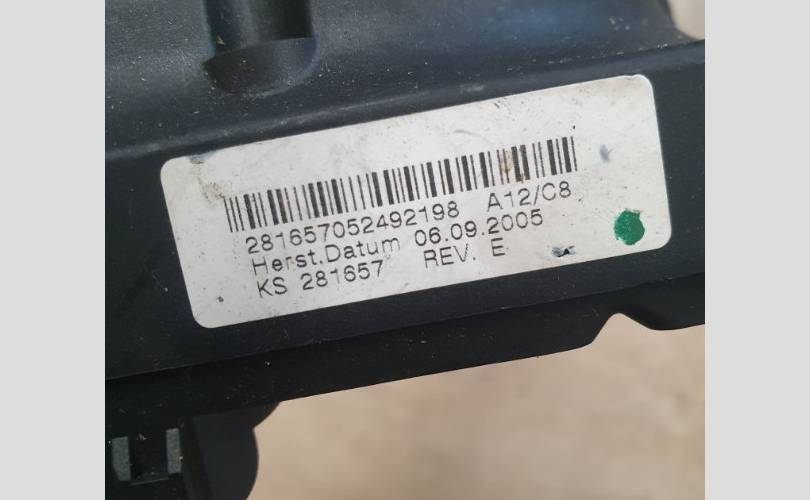 281657052492198 A12/C8
Herst.Datum 06.09.2005
KS 281657 REV. E